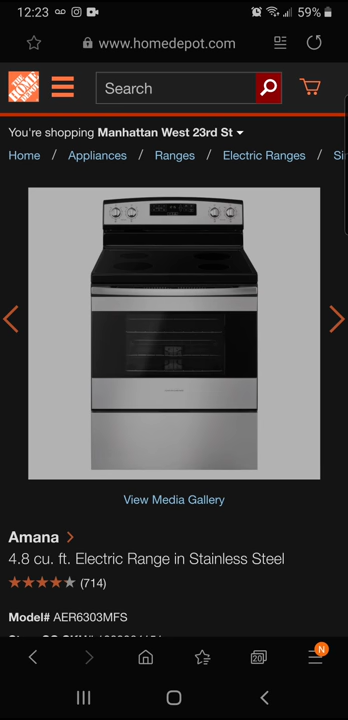 12:23
59%
www.homedepot.com
THE HOME DEPOT
Search
You're shopping Manhattan West 23rd St
Home / Appliances / Ranges / Electric Ranges / Si
View Media Gallery
Amana
4.8 cu. ft. Electric Range in Stainless Steel
(714)
Model# AER6303MFS
20
N